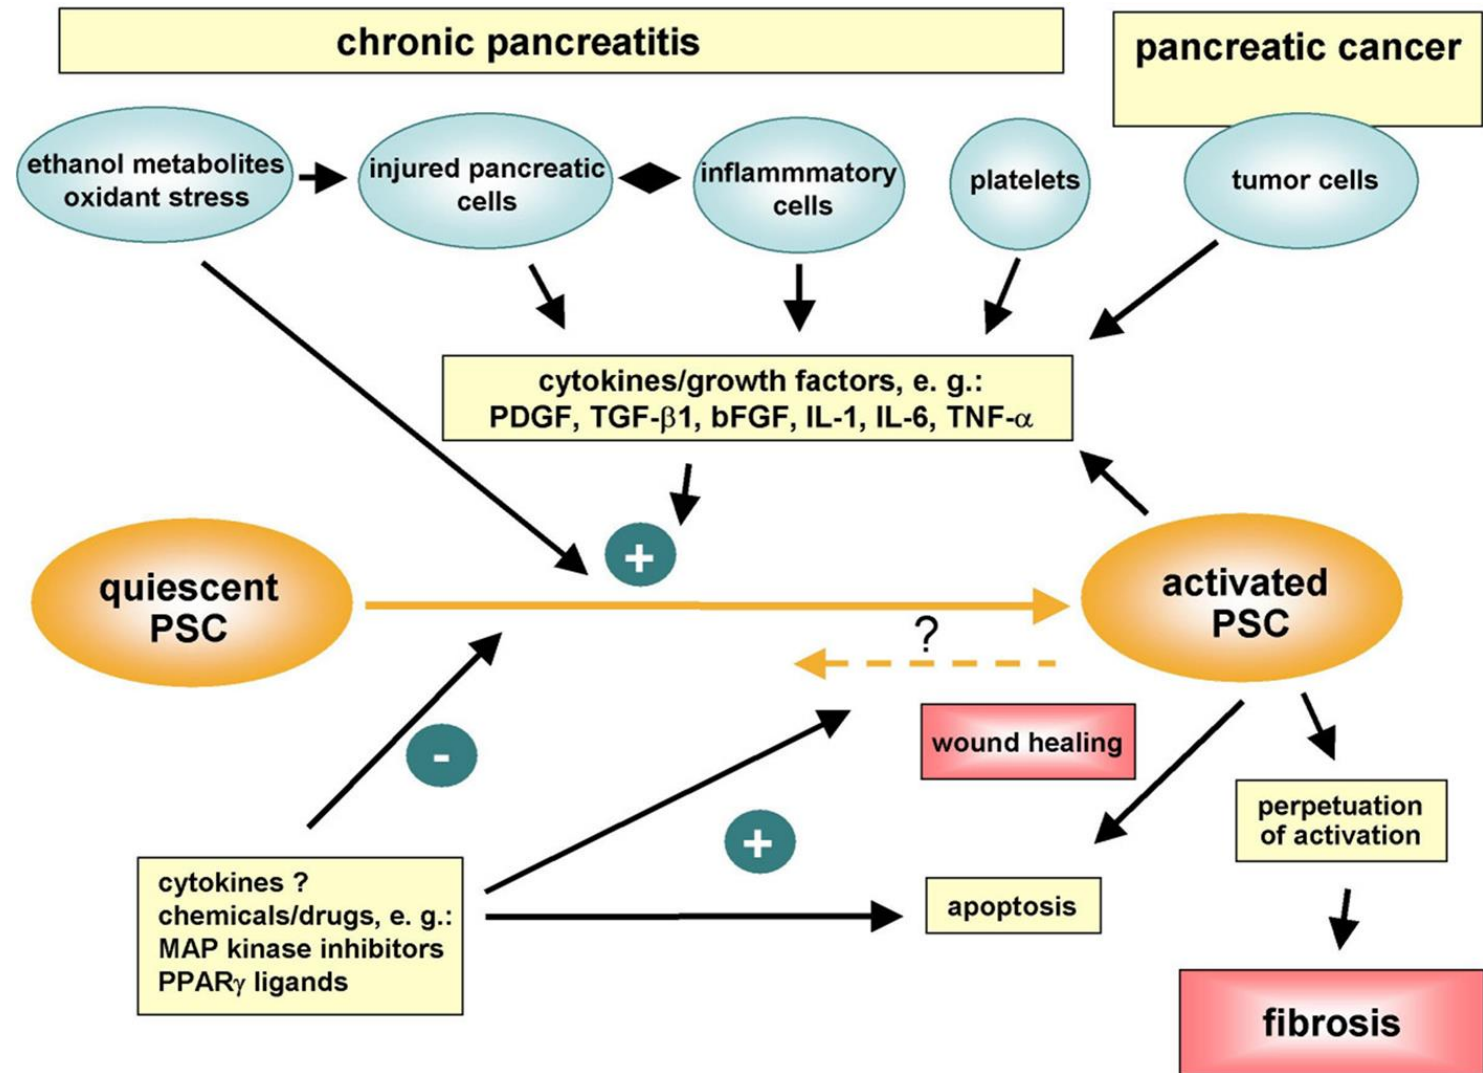 chronic pancreatitis
pancreatic cancer
ethanol metabolites
oxidant stress
injured pancreatic
cells
inflammmatory
cells
platelets
tumor cells
cytokines/growth factors, e. g.:
PDGF, TGF-β1, bFGF, IL-1, IL-6, TNF-α
+
quiescent
PSC
activated
PSC
?
-
wound healing
+
perpetuation
of activation
cytokines ?
chemicals/drugs, e. g.:
MAP kinase inhibitors
PPARγ ligands
apoptosis
fibrosis